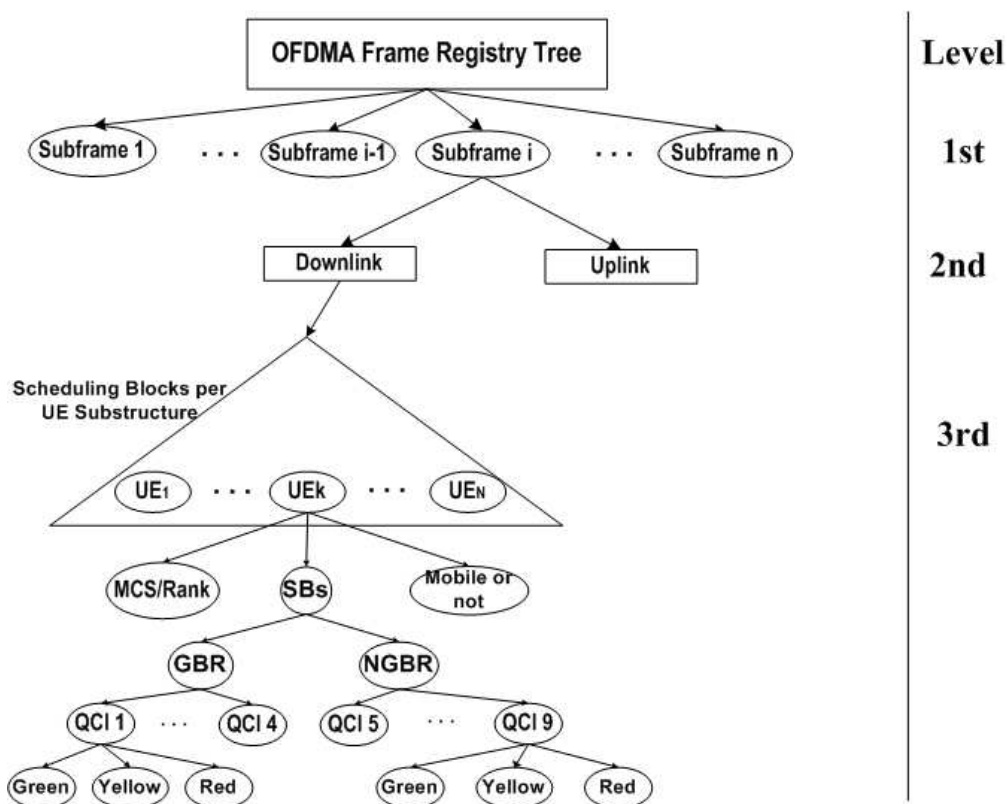 OFDMA Frame Registry Tree
Level
Subframe 1
. . .
Subframe i-1
Subframe i
. . .
Subframe n
1st
Downlink
Uplink
2nd
Scheduling Blocks per
UE Substructure
3rd
UE1
. . .
UEk
. . .
UEN
MCS/Rank
SBs
Mobile or
not
GBR
NGBR
QCI 1
. . .
QCI 4
QCI 5
. . .
QCI 9
Green
Yellow
Red
Green
Yellow
Red